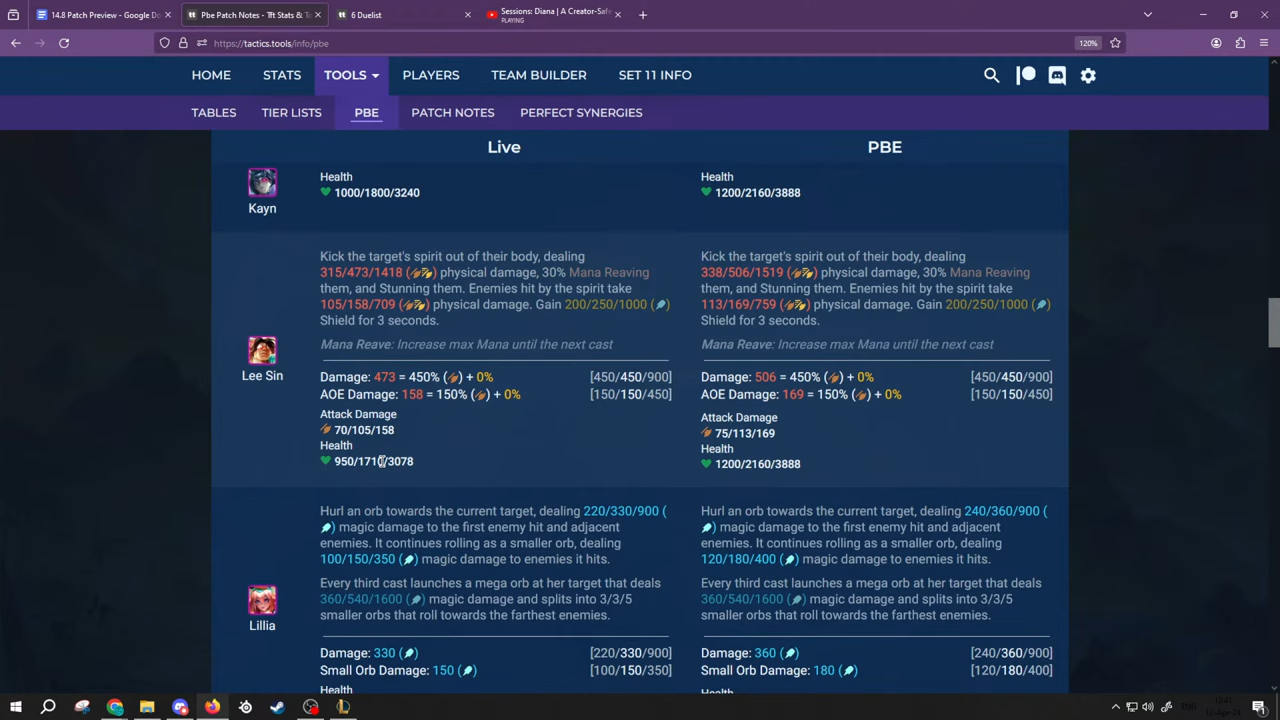 14.8 Patch Preview - Google Do
Pbe Patch Notes - Tft Stats & Ta
6 Duelist
Sessions: Diana | A Creator-Safe
PLAYING
https://tactics.tools/info/pbe
120%
HOME
STATS
TOOLS
PLAYERS
TEAM BUILDER
SET 11 INFO
TABLES
TIER LISTS
PBE
PATCH NOTES
PERFECT SYNERGIES
Live
PBE
Kayn
Health
1000/1800/3240
Health
1200/2160/3888
Lee Sin
Kick the target's spirit out of their body, dealing
315/473/1418 ( ) physical damage, 30% Mana Reaving
them, and Stunning them. Enemies hit by the spirit take
105/158/709 ( ) physical damage. Gain 200/250/1000 ( )
Shield for 3 seconds.
Mana Reave: Increase max Mana until the next cast
Damage: 473 = 450% ( ) + 0% [450/450/900]
AOE Damage: 158 = 150% ( ) + 0% [150/150/450]
Attack Damage
70/105/158
Health
950/1710/3078
Kick the target's spirit out of their body, dealing
338/506/1519 ( ) physical damage, 30% Mana Reaving
them, and Stunning them. Enemies hit by the spirit take
113/169/759 ( ) physical damage. Gain 200/250/1000 ( )
Shield for 3 seconds.
Mana Reave: Increase max Mana until the next cast
Damage: 506 = 450% ( ) + 0% [450/450/900]
AOE Damage: 169 = 150% ( ) + 0% [150/150/450]
Attack Damage
75/113/169
Health
1200/2160/3888
Lillia
Hurl an orb towards the current target, dealing 220/330/900 (
) magic damage to the first enemy hit and adjacent
enemies. It continues rolling as a smaller orb, dealing
100/150/350 ( ) magic damage to enemies it hits.
Every third cast launches a mega orb at her target that deals
360/540/1600 ( ) magic damage and splits into 3/3/5
smaller orbs that roll towards the farthest enemies.
Damage: 330 ( ) [220/330/900]
Small Orb Damage: 150 ( ) [100/150/350]
Health
Hurl an orb towards the current target, dealing 240/360/900 (
) magic damage to the first enemy hit and adjacent
enemies. It continues rolling as a smaller orb, dealing
120/180/400 ( ) magic damage to enemies it hits.
Every third cast launches a mega orb at her target that deals
360/540/1600 ( ) magic damage and splits into 3/3/5
smaller orbs that roll towards the farthest enemies.
Damage: 360 ( ) [240/360/900]
Small Orb Damage: 180 ( ) [120/180/400]
Health